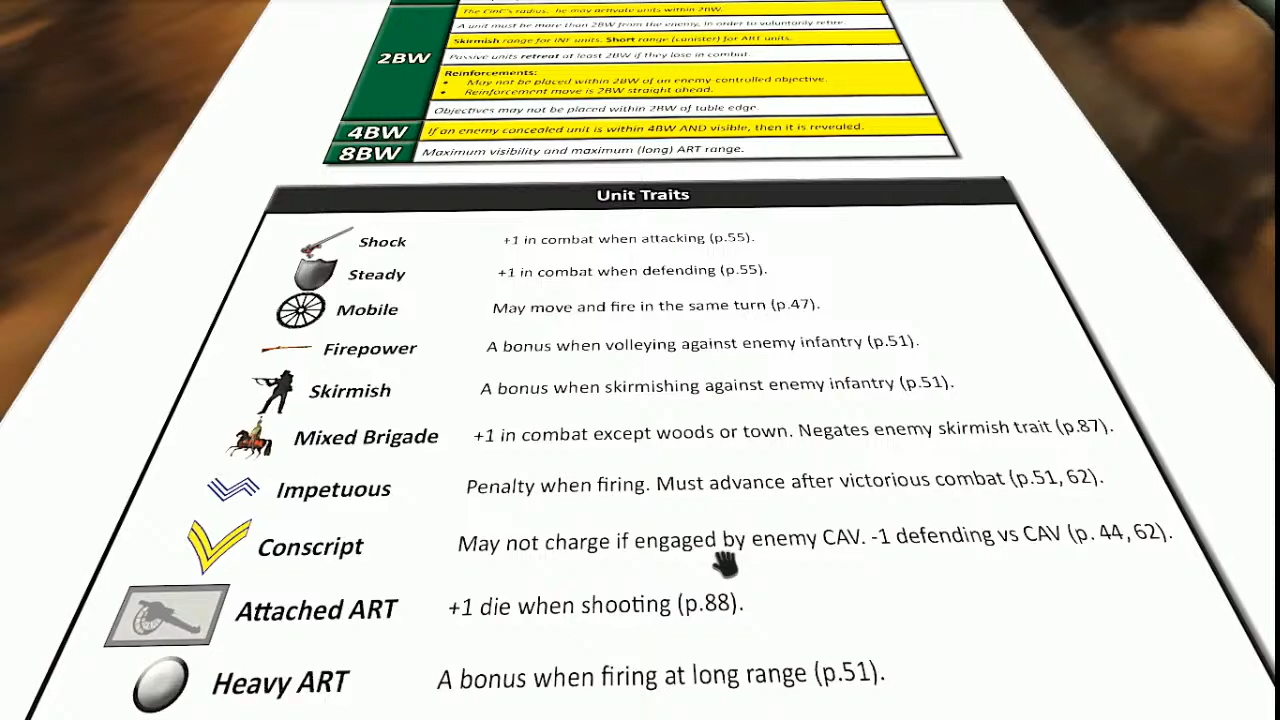 The CinC's radius. he may activate units within 2BW.
A unit must be more than 2BW from the enemy, in order to voluntarily retire.
Skirmish range for INF units. Short range (canister) for ART units.
2BW
Passive units retreat at least 2BW if they lose in combat.
Reinforcements:
• May not be placed within 2BW of an enemy controlled objective.
• Reinforcement move is 2BW straight ahead.
Objectives may not be placed within 2BW of table edge.
4BW If an enemy concealed unit is within 4BW AND visible, then it is revealed.
8BW Maximum visibility and maximum (long) ART range.
Unit Traits
Shock +1 in combat when attacking (p.55).
Steady +1 in combat when defending (p.55).
Mobile May move and fire in the same turn (p.47).
Firepower A bonus when volleying against enemy infantry (p.51).
Skirmish A bonus when skirmishing against enemy infantry (p.51).
Mixed Brigade +1 in combat except woods or town. Negates enemy skirmish trait (p.87).
Impetuous Penalty when firing. Must advance after victorious combat (p.51, 62).
Conscript May not charge if engaged by enemy CAV. -1 defending vs CAV (p. 44, 62).
Attached ART +1 die when shooting (p.88).
Heavy ART A bonus when firing at long range (p.51).